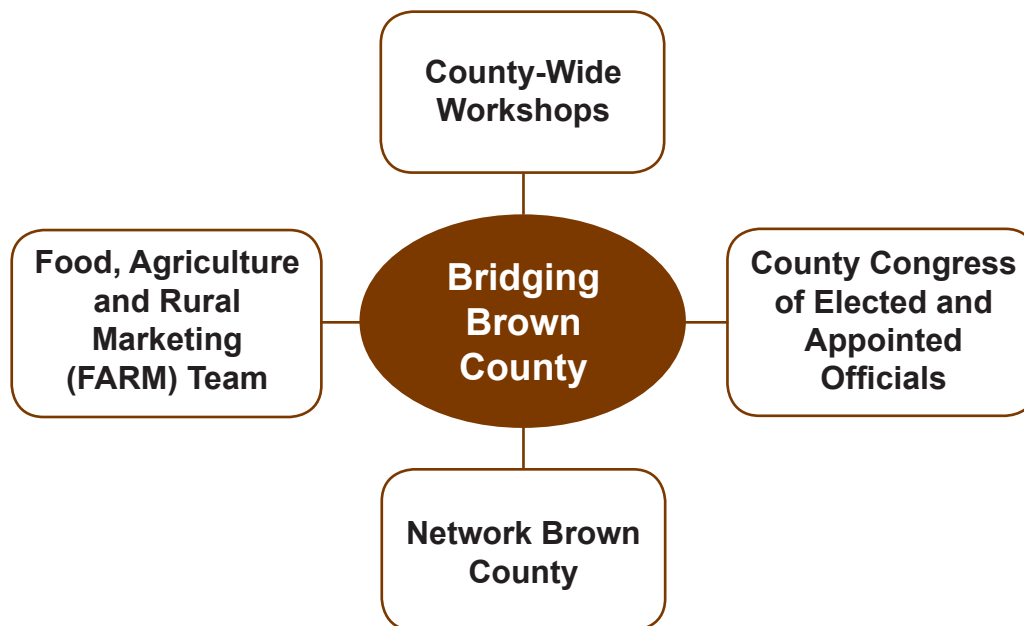 County-Wide
Workshops
Food, Agriculture
and Rural
Marketing
(FARM) Team
Bridging
Brown
County
County Congress
of Elected and
Appointed
Officials
Network Brown
County